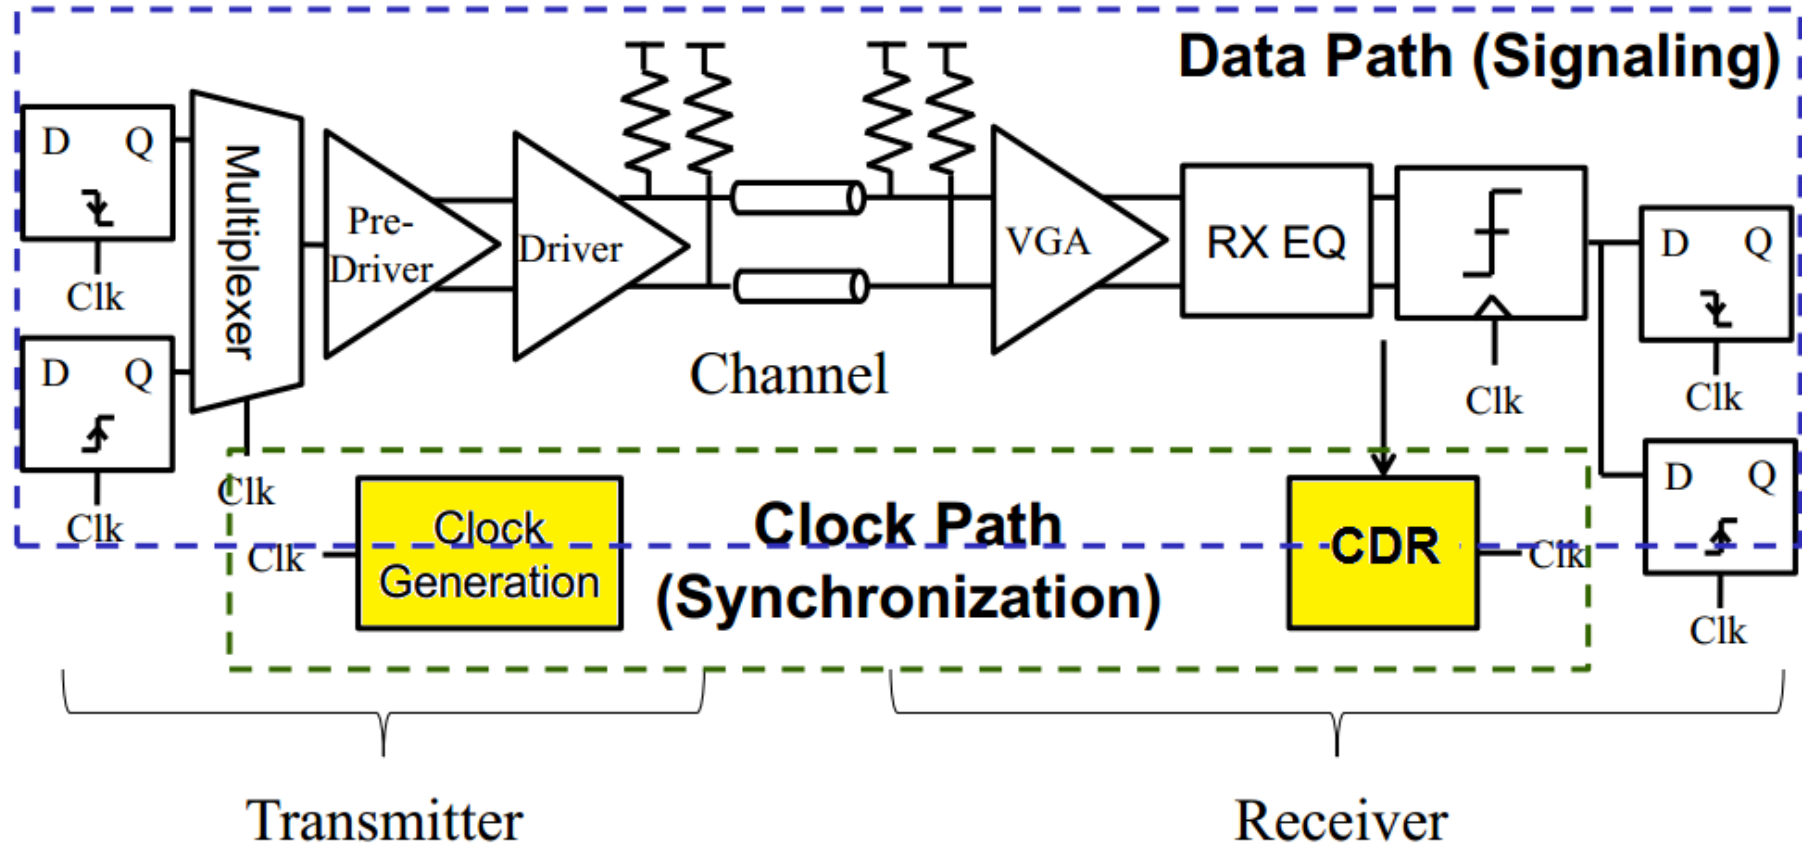 Data Path (Signaling)
D Q
Clk
D Q
Clk
Multiplexer
Clk
Pre-
Driver
Driver
Channel
VGA
RX EQ
Clk
D Q
Clk
D Q
Clk
Clk
Clock
Generation
Clock Path
(Synchronization)
CDR
Clk
Transmitter
Receiver